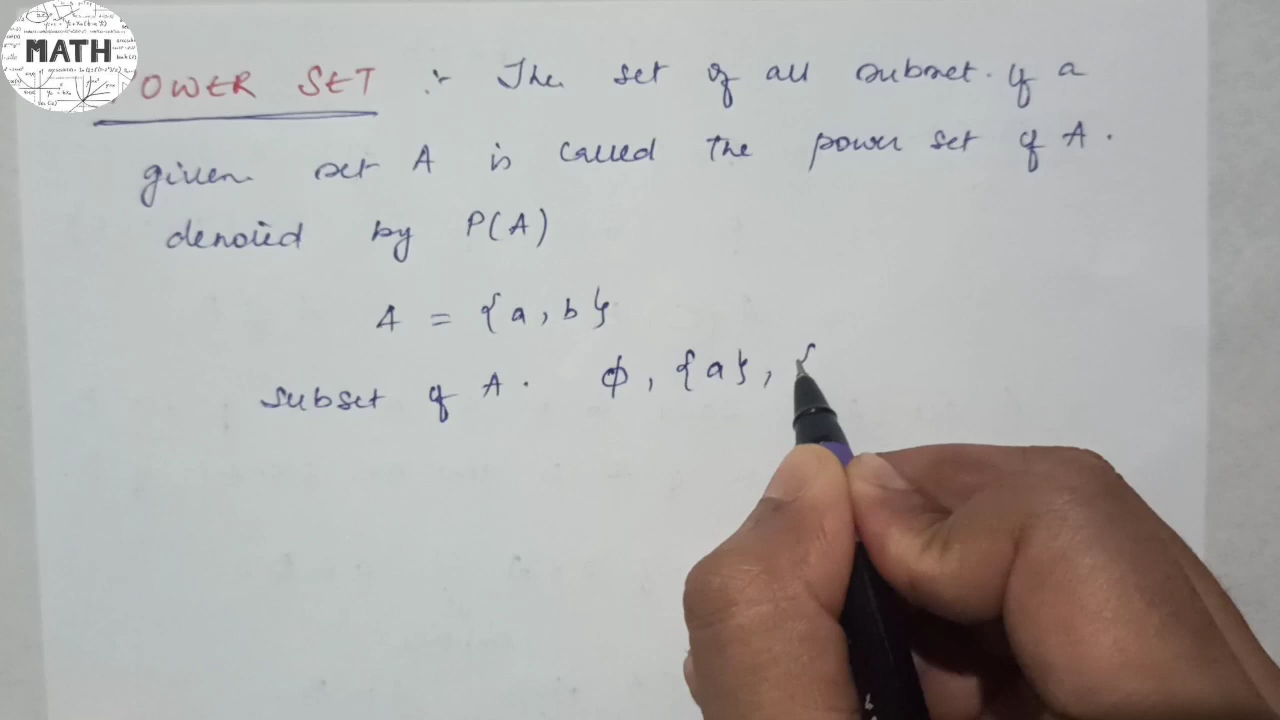 MATH
OWER SET :- The set of all subset of a
given set A is called the power set of A.
denoted by P(A)
A = {a, b}
subset of A. ϕ, {a}, {